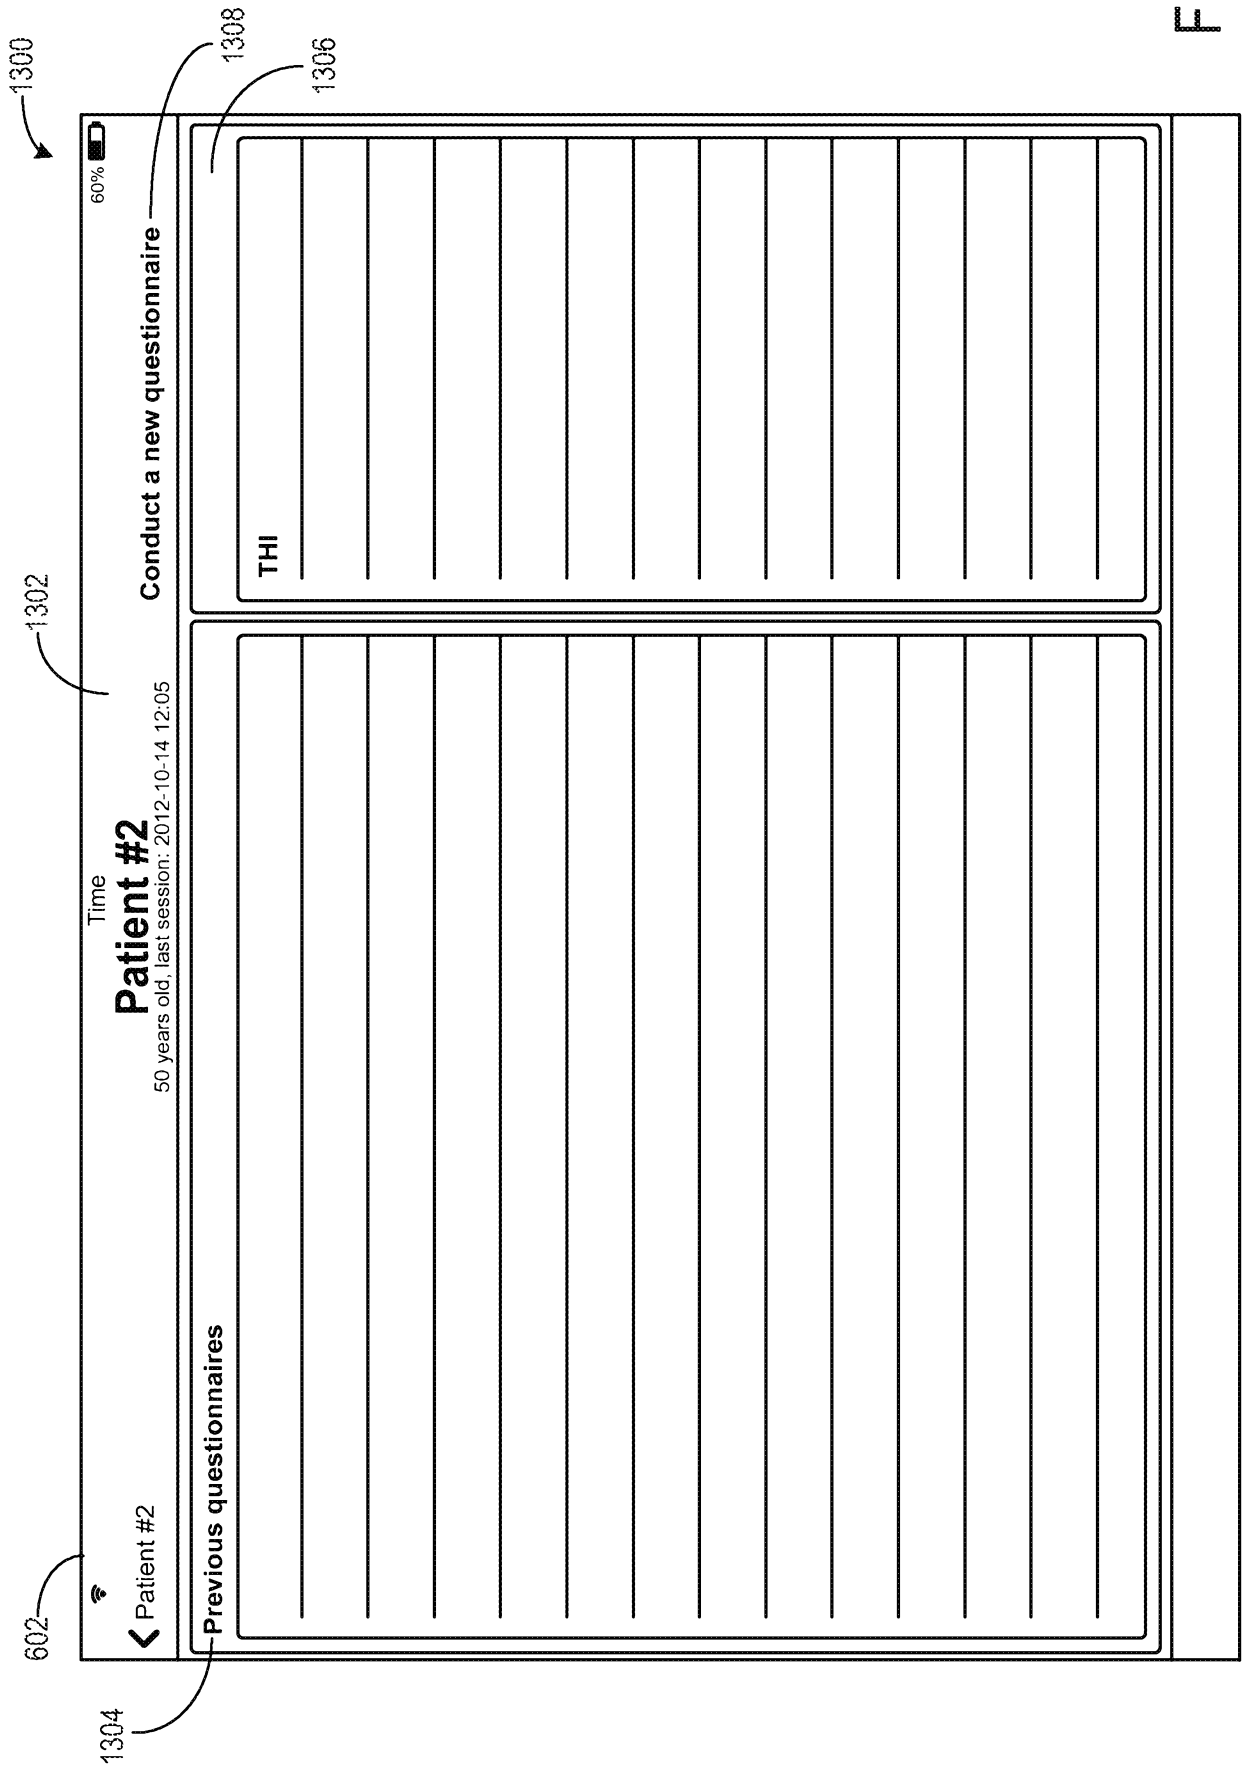 1300
602
1302
Time
60%
Patient #2
Patient #2
50 years old, last session: 2012-10-14 12:05
Conduct a new questionnaire
1308
1304
Previous questionnaires
1306
THI
F